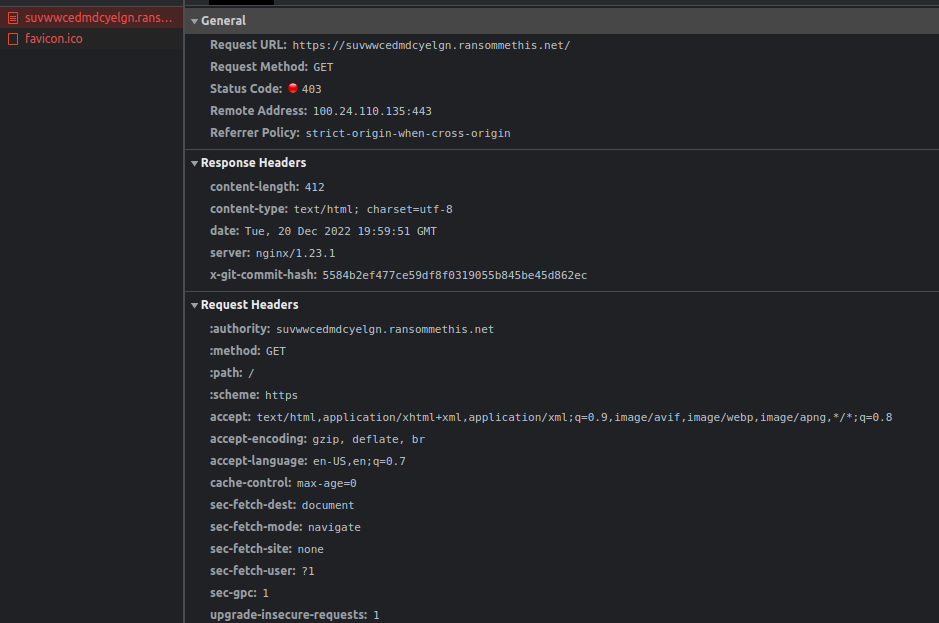 suvwwcedmdcyelgn.rans...
favicon.ico
General
Request URL: https://suvwwcedmdcyelgn.ransommethis.net/
Request Method: GET
Status Code: 403
Remote Address: 100.24.110.135:443
Referrer Policy: strict-origin-when-cross-origin
Response Headers
content-length: 412
content-type: text/html; charset=utf-8
date: Tue, 20 Dec 2022 19:59:51 GMT
server: nginx/1.23.1
x-git-commit-hash: 5584b2ef477ce59df8f0319055b845be45d862ec
Request Headers
:authority: suvwwcedmdcyelgn.ransommethis.net
:method: GET
:path: /
:scheme: https
accept: text/html,application/xhtml+xml,application/xml;q=0.9,image/avif,image/webp,image/apng,*/*;q=0.8
accept-encoding: gzip, deflate, br
accept-language: en-US,en;q=0.7
cache-control: max-age=0
sec-fetch-dest: document
sec-fetch-mode: navigate
sec-fetch-site: none
sec-fetch-user: ?1
sec-gpc: 1
upgrade-insecure-requests: 1